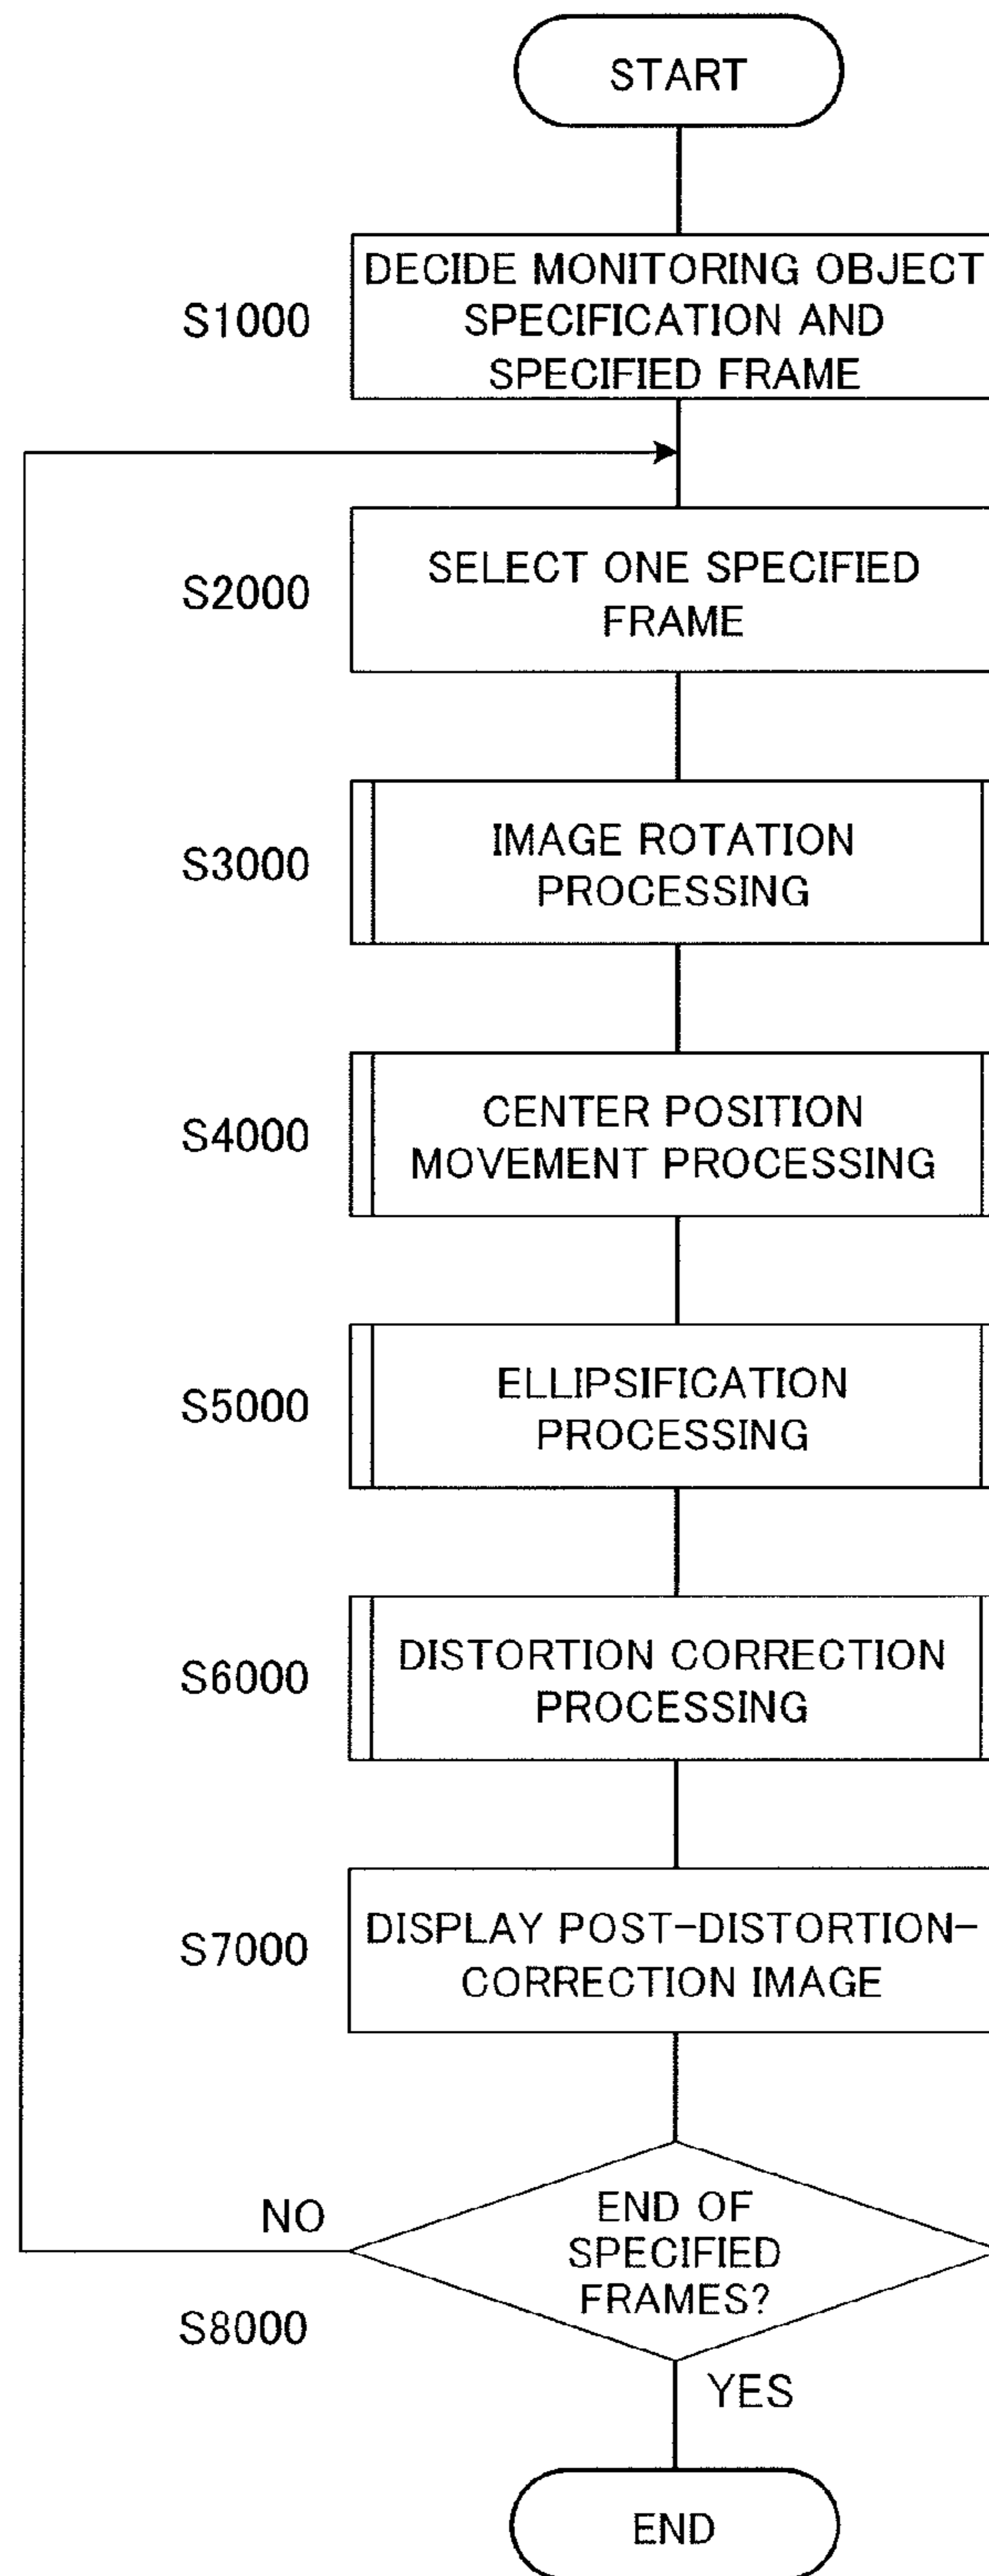 START
S1000
DECIDE MONITORING OBJECT
SPECIFICATION AND
SPECIFIED FRAME
S2000
SELECT ONE SPECIFIED
FRAME
S3000
IMAGE ROTATION
PROCESSING
S4000
CENTER POSITION
MOVEMENT PROCESSING
S5000
ELLIPSIFICATION
PROCESSING
S6000
DISTORTION CORRECTION
PROCESSING
S7000
DISPLAY POST-DISTORTION-
CORRECTION IMAGE
NO
END OF
SPECIFIED
FRAMES?
S8000
YES
END